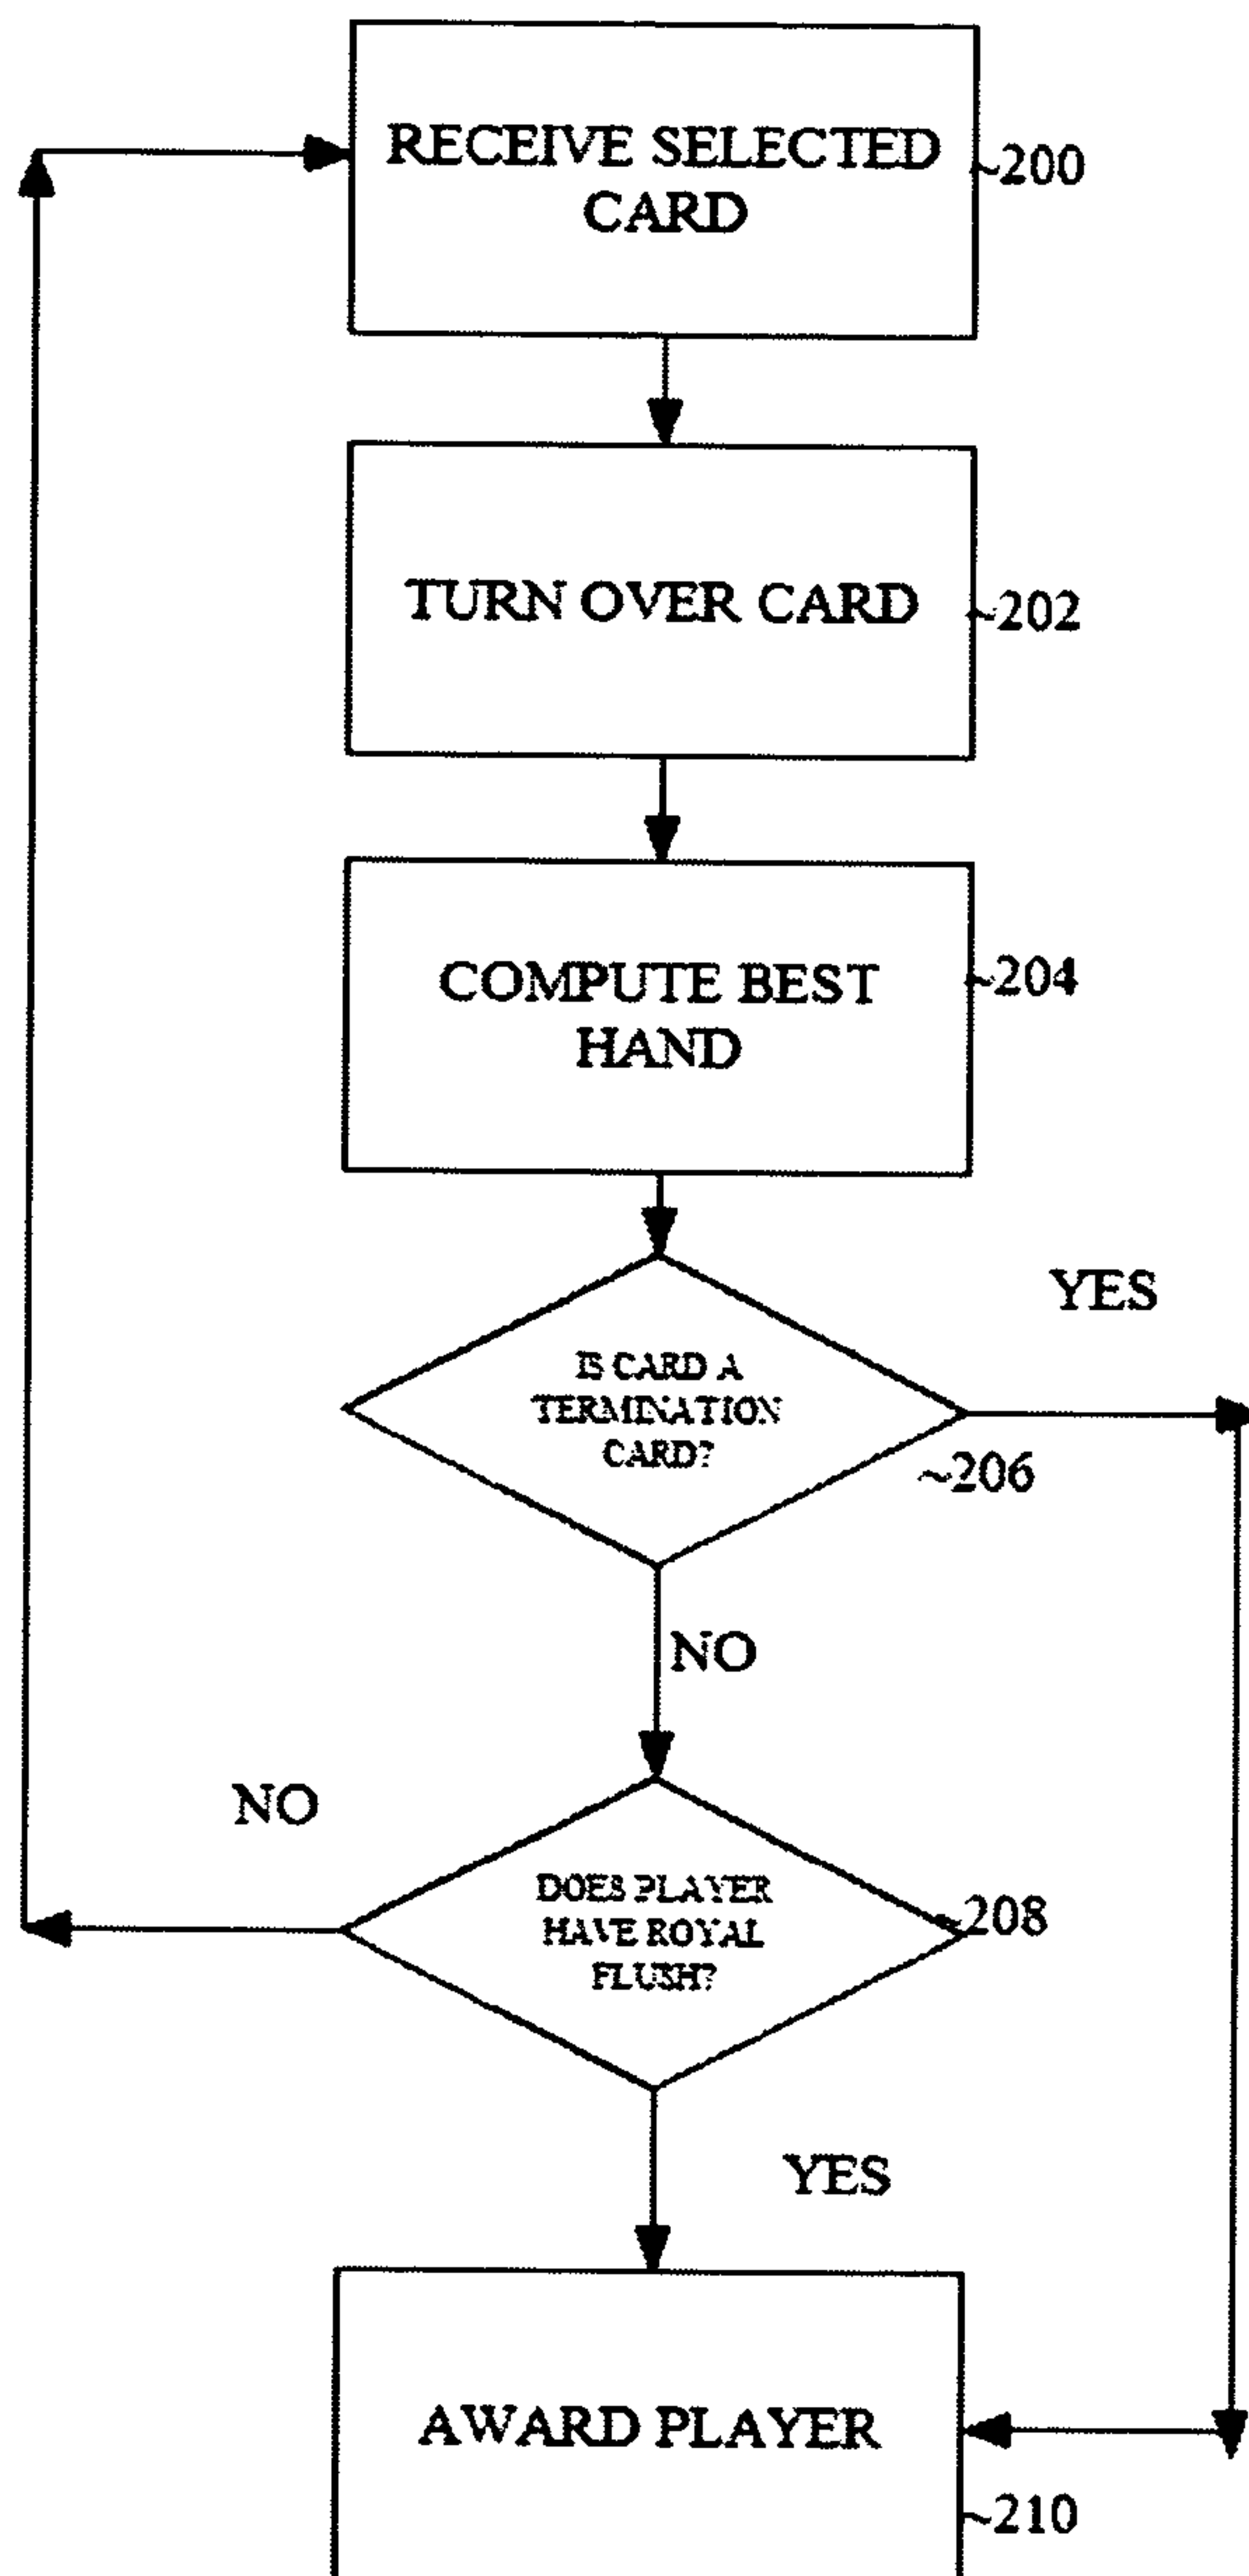 RECEIVE SELECTED
CARD
~200
TURN OVER CARD
~202
COMPUTE BEST
HAND
~204
YES
IS CARD A
TERMINATION
CARD?
~206
NO
NO
DOES PLAYER
HAVE ROYAL
FLUSH?
~208
YES
AWARD PLAYER
~210